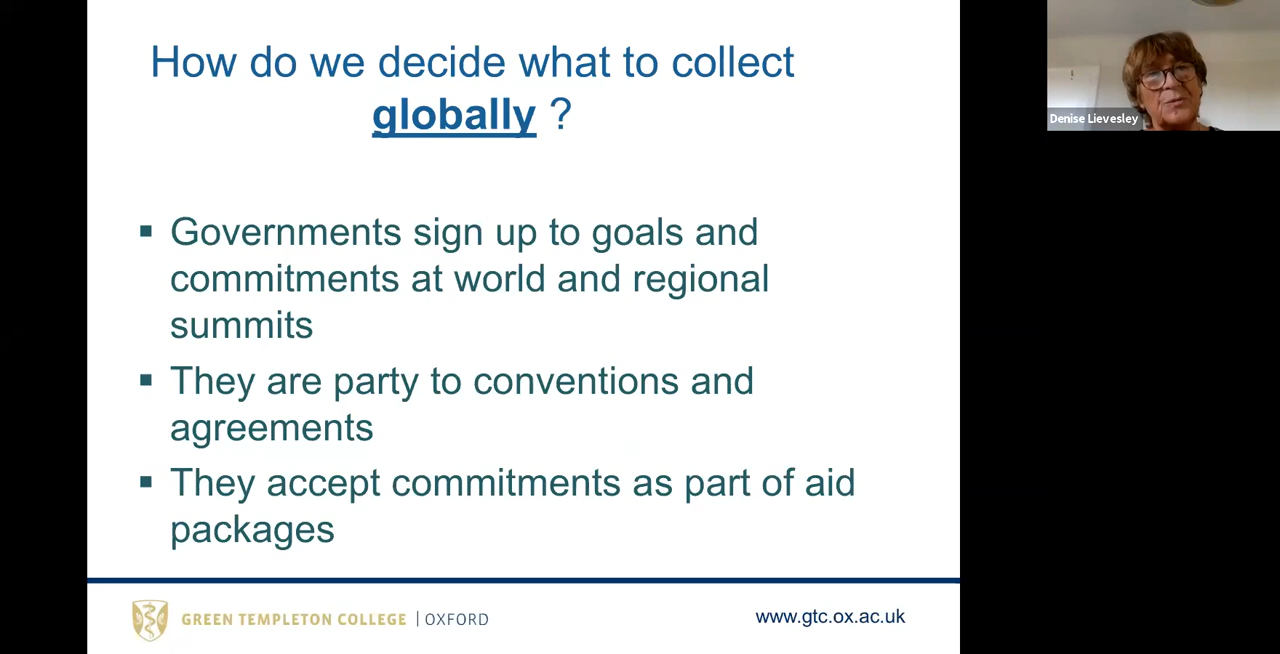 How do we decide what to collect
globally ?
Denise Lievesley
▪ Governments sign up to goals and
commitments at world and regional
summits
▪ They are party to conventions and
agreements
▪ They accept commitments as part of aid
packages
GREEN TEMPLETON COLLEGE | OXFORD
www.gtc.ox.ac.uk